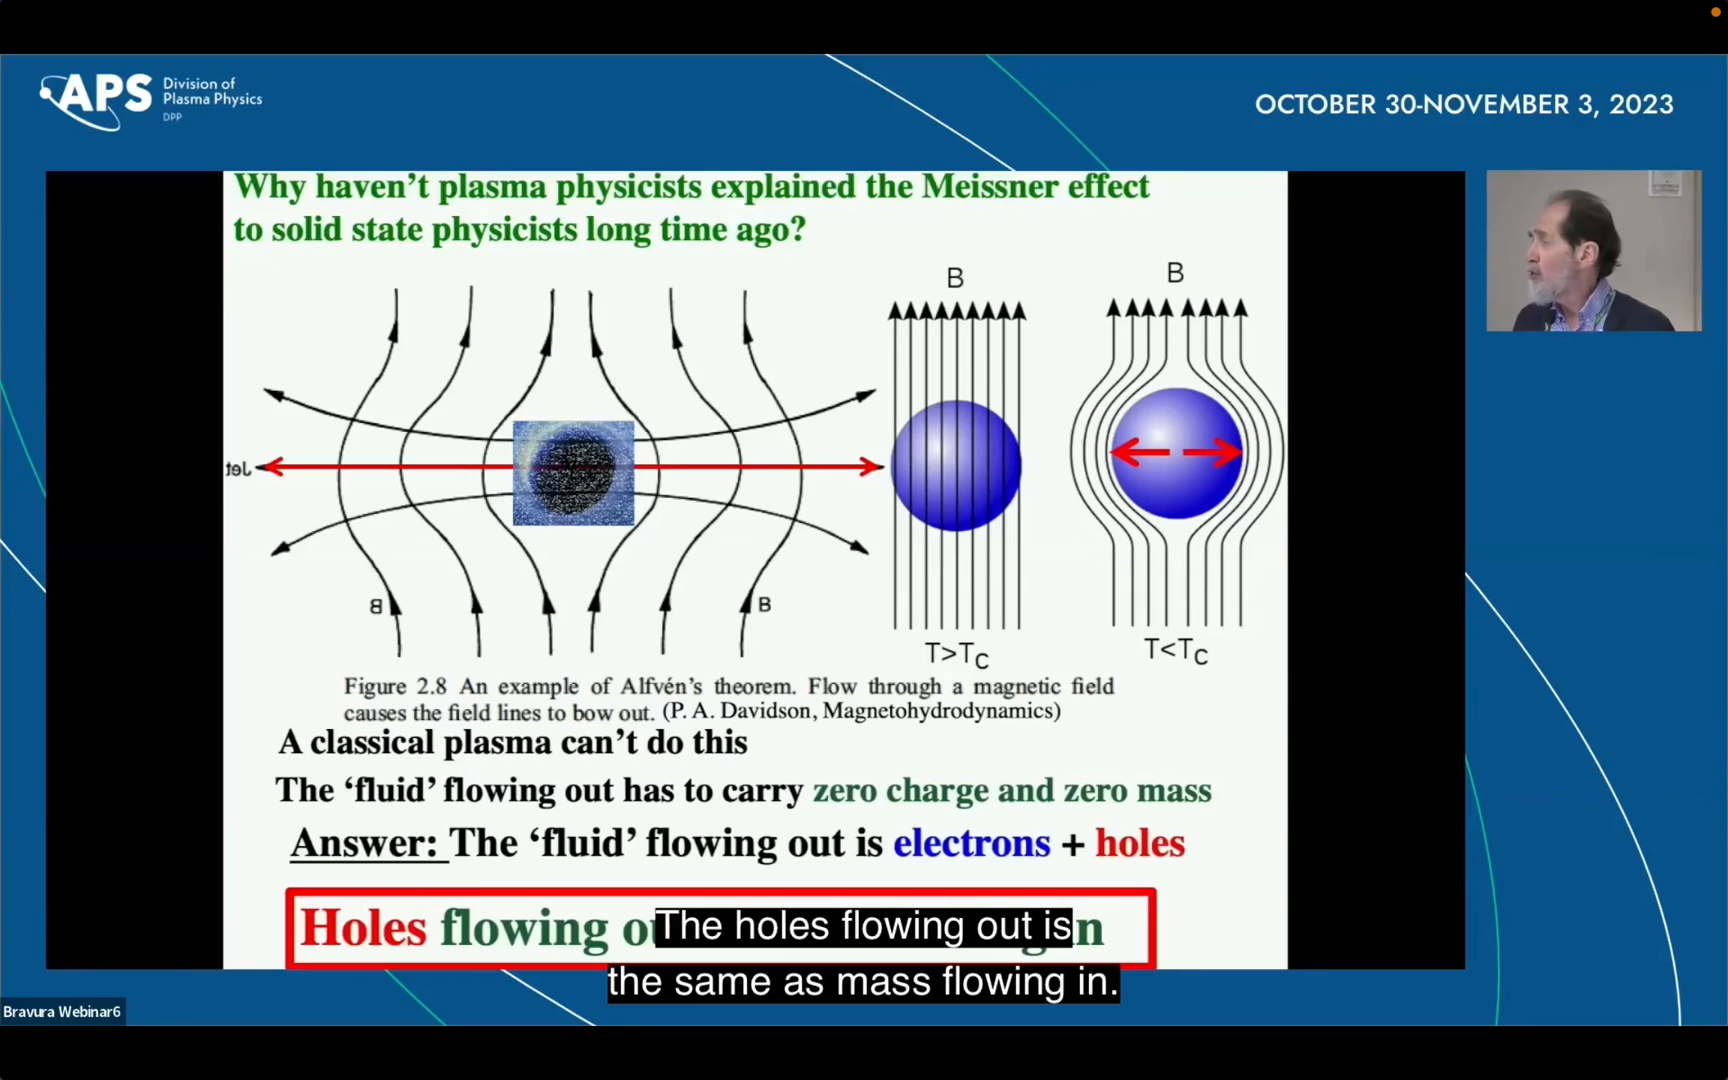 APS
Division of
Plasma Physics
DPP
OCTOBER 30-NOVEMBER 3, 2023
Why haven't plasma physicists explained the Meissner effect
to solid state physicists long time ago?
B
B
Jet
B
B
T>TC
T<TC
Figure 2.8 An example of Alfvén's theorem. Flow through a magnetic field
causes the field lines to bow out. (P. A. Davidson, Magnetohydrodynamics)
A classical plasma can't do this
The 'fluid' flowing out has to carry zero charge and zero mass
Answer: The 'fluid' flowing out is electrons + holes
Holes flowing
The holes flowing out is
the same as mass flowing in.
Bravura Webinar6